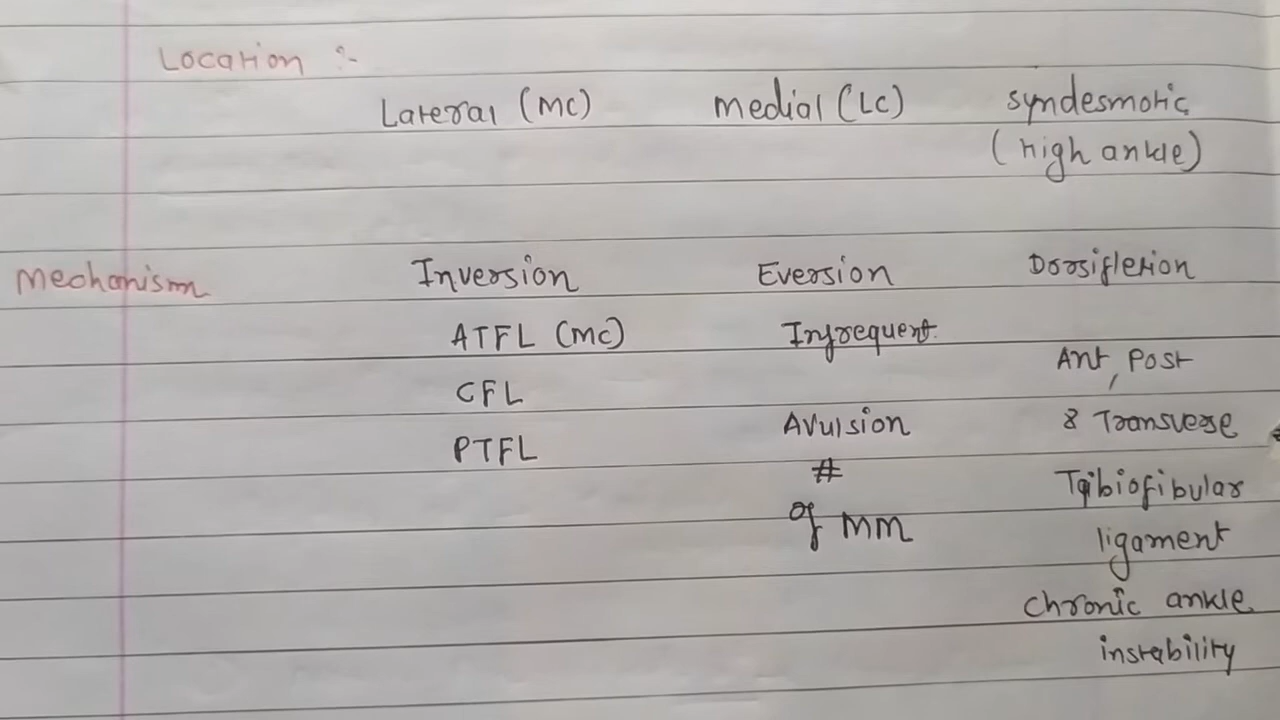 Location :-
Lateral (MC) medial (LC) syndesmotic
(High ankle)
Mechanism Inversion Eversion Dorsifletion
ATFL (MC) Infrequent
Ant, Post
CFL
Avulsion & Transverse
PTFL
#
Tibiofibular
of MM
ligament
chronic ankle
instability